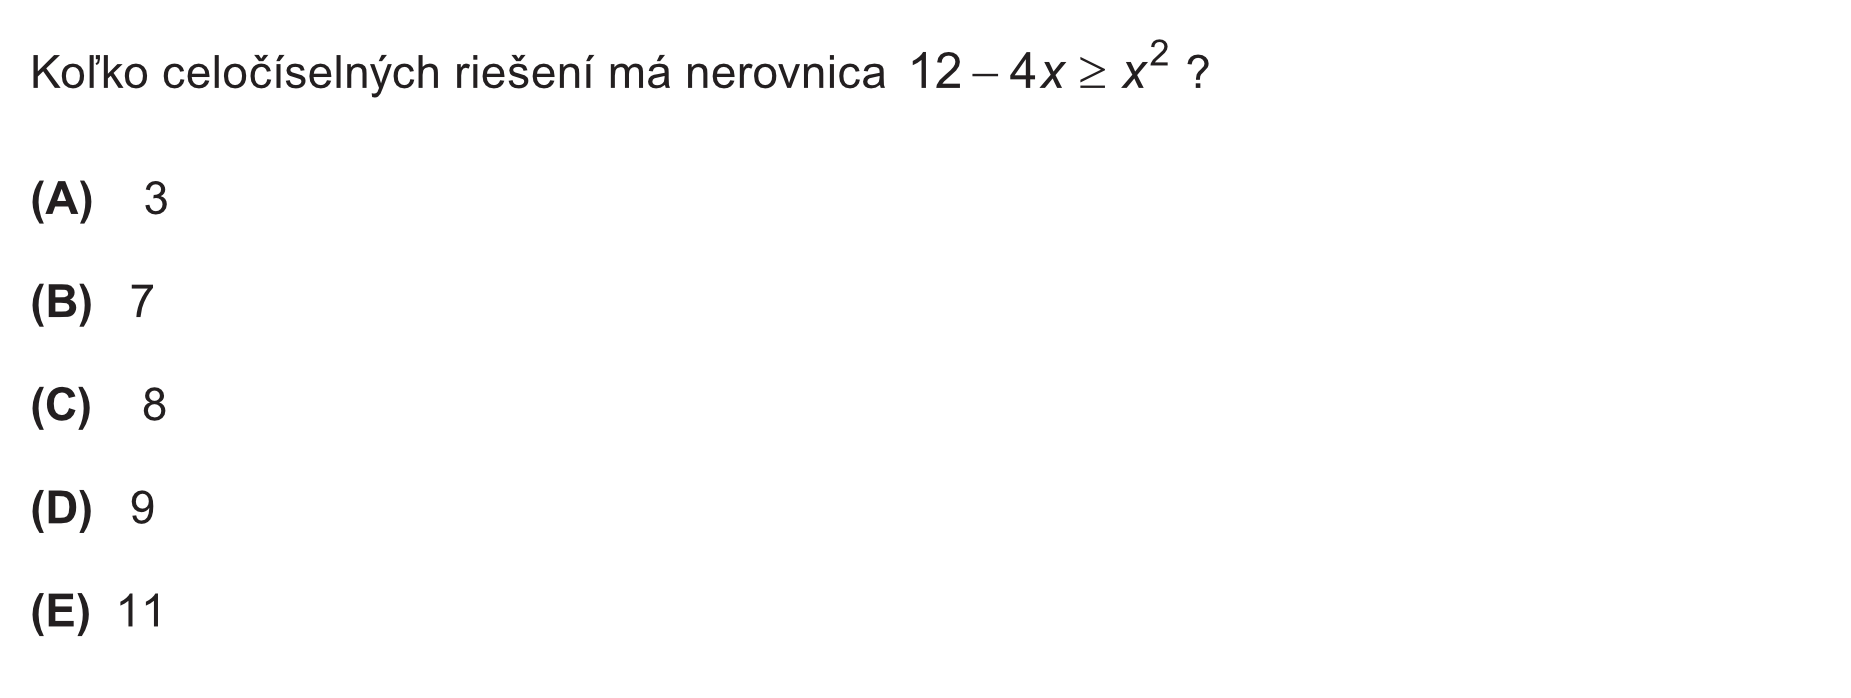 Koľko celočíselných riešení má nerovnica 12 – 4x ≥ x² ?
(A) 3
(B) 7
(C) 8
(D) 9
(E) 11